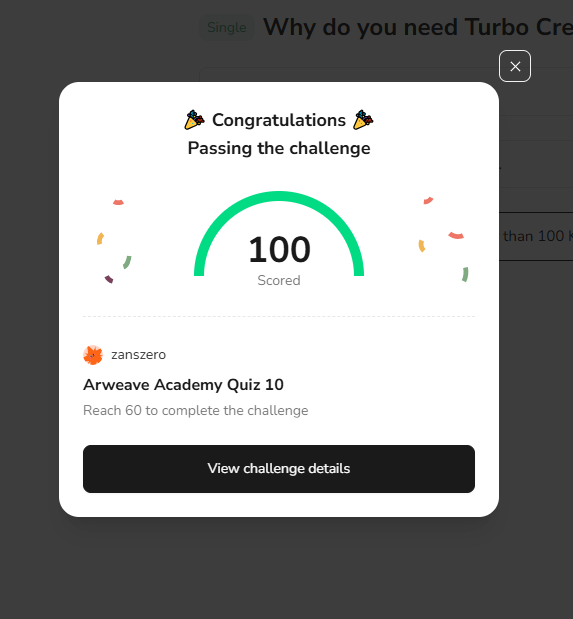 Single Why do you need Turbo Cre
Congratulations
Passing the challenge
than 100 K
100
Scored
zanszero
Arweave Academy Quiz 10
Reach 60 to complete the challenge
View challenge details